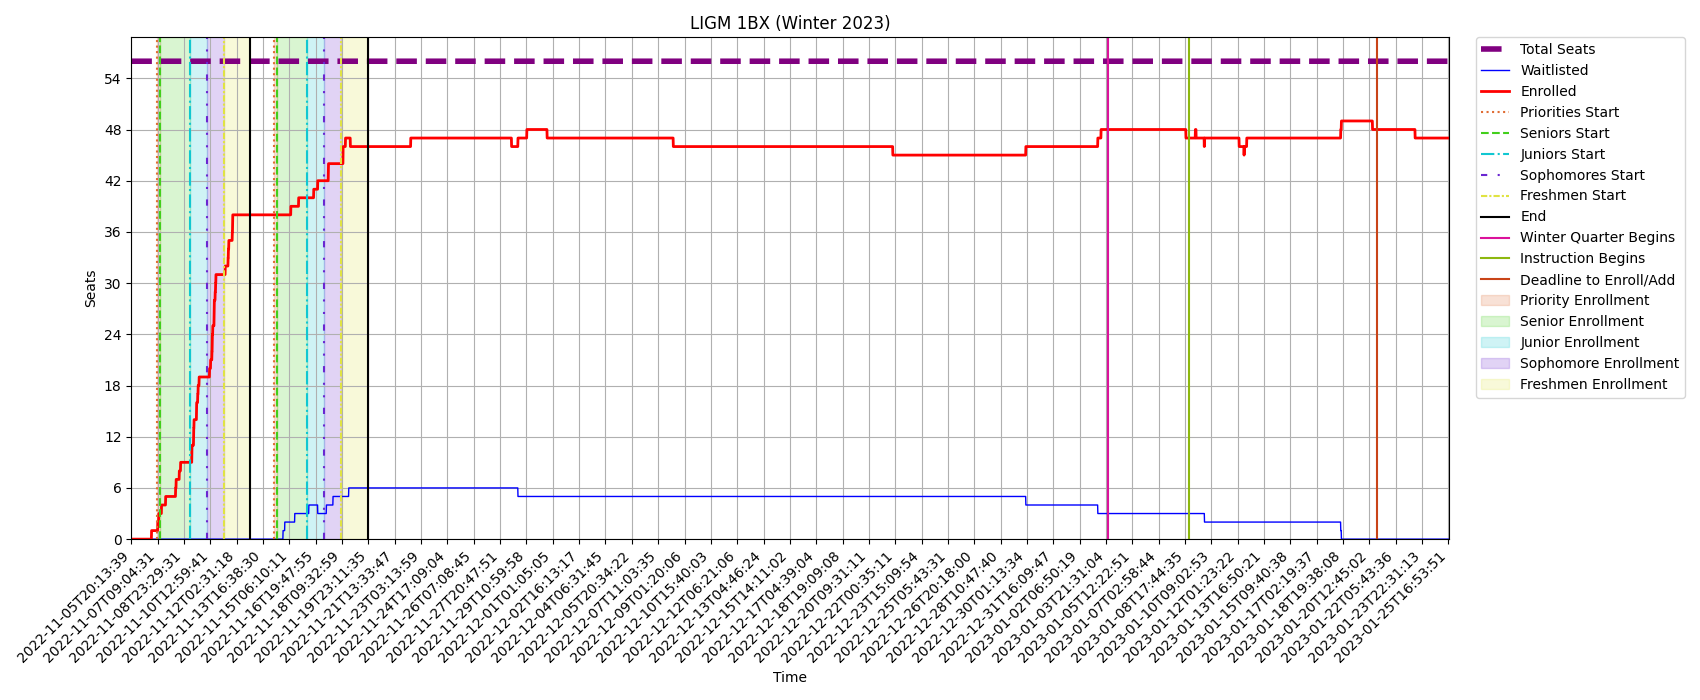 LIGM 1BX (Winter 2023)
Total Seats
Waitlisted
Enrolled
Priorities Start
Seniors Start
Juniors Start
Sophomores Start
Freshmen Start
End
Winter Quarter Begins
Instruction Begins
Deadline to Enroll/Add
Priority Enrollment
Senior Enrollment
Junior Enrollment
Sophomore Enrollment
Freshmen Enrollment
Seats
54
48
42
36
30
24
18
12
6
0
2022-11-05T20:13:39
2022-11-07T09:04:31
2022-11-08T23:29:31
2022-11-10T12:59:41
2022-11-12T02:31:18
2022-11-13T16:38:30
2022-11-15T06:10:11
2022-11-16T19:47:55
2022-11-18T09:32:59
2022-11-19T23:11:35
2022-11-21T13:33:47
2022-11-23T03:13:59
2022-11-24T17:09:04
2022-11-26T07:08:45
2022-11-27T20:47:51
2022-11-29T10:59:58
2022-12-01T01:05:05
2022-12-02T16:13:17
2022-12-04T06:31:45
2022-12-05T20:34:22
2022-12-07T11:03:35
2022-12-09T01:20:06
2022-12-10T15:40:03
2022-12-12T06:21:06
2022-12-13T04:46:24
2022-12-15T14:11:02
2022-12-17T04:39:04
2022-12-18T19:09:08
2022-12-20T09:31:11
2022-12-22T00:35:11
2022-12-23T15:09:54
2022-12-25T05:43:31
2022-12-26T20:18:00
2022-12-28T10:47:40
2022-12-30T01:13:34
2022-12-31T16:09:47
2023-01-02T06:50:19
2023-01-03T21:31:04
2023-01-05T12:22:51
2023-01-07T02:58:44
2023-01-08T17:44:35
2023-01-10T09:02:53
2023-01-12T01:23:22
2023-01-13T16:50:21
2023-01-15T09:40:38
2023-01-17T02:19:37
2023-01-18T19:38:08
2023-01-20T12:45:02
2023-01-22T05:43:36
2023-01-23T22:31:13
2023-01-25T16:53:51
Time